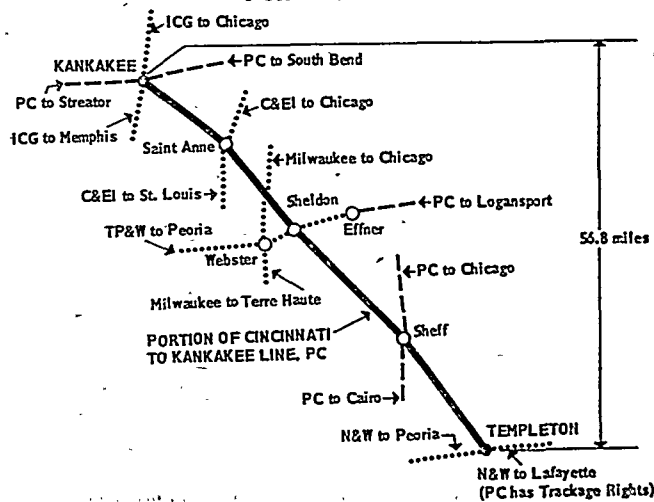 ICG to Chicago
KANKAKEE
PC to South Bend
PC to Streator
C&EI to Chicago
ICG to Memphis
Saint Anne
Milwaukee to Chicago
C&EI to St. Louis
Sheldon
PC to Logansport
TP&W to Peoria
Effner
56.8 miles
Webster
PC to Chicago
Milwaukee to Terre Haute
PORTION OF CINCINNATI
TO KANKAKEE LINE, PC
Sheff
PC to Cairo
TEMPLETON
N&W to Peoria
N&W to Lafayette
(PC has Trackage Rights)